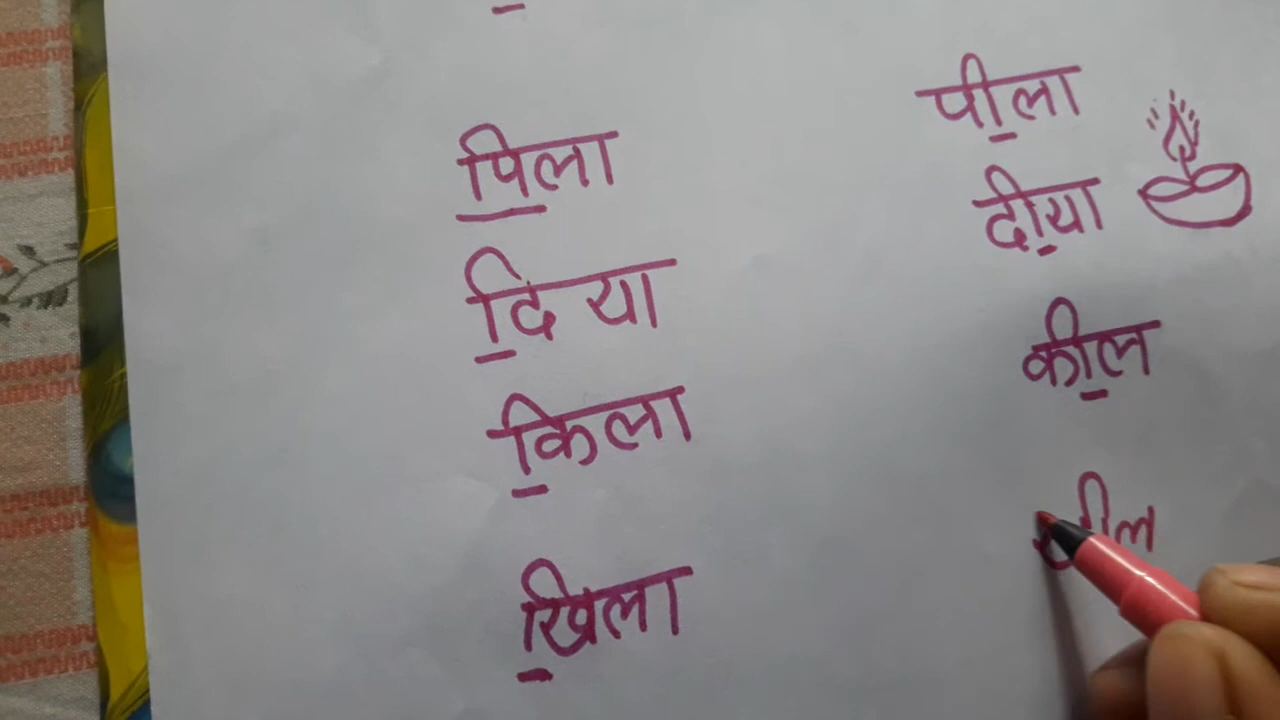 पिला
दिया
किला
खिला
पीला
दीया
कील